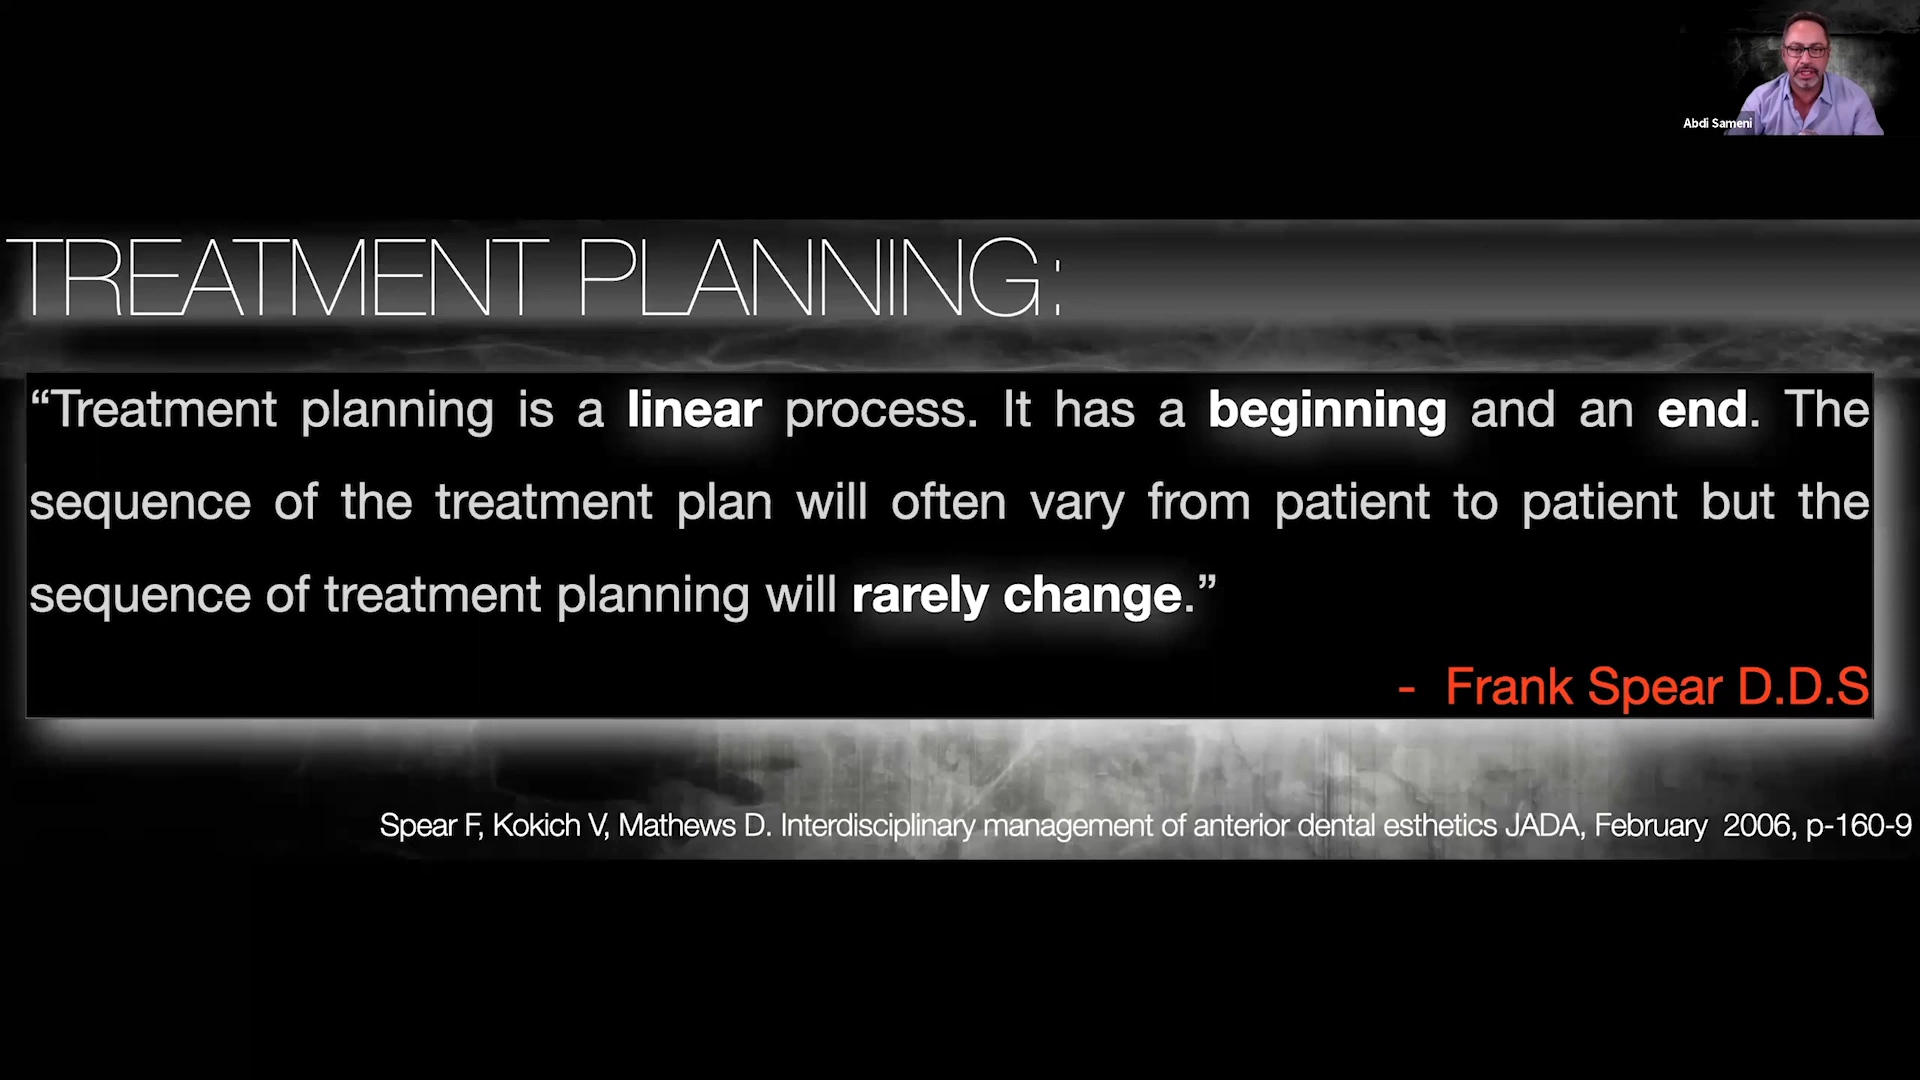 Abdi Sameni
TREATMENT PLANNING:
“Treatment planning is a linear process. It has a beginning and an end. The
sequence of the treatment plan will often vary from patient to patient but the
sequence of treatment planning will rarely change.”
- Frank Spear D.D.S
Spear F, Kokich V, Mathews D. Interdisciplinary management of anterior dental esthetics JADA, February 2006, p-160-9